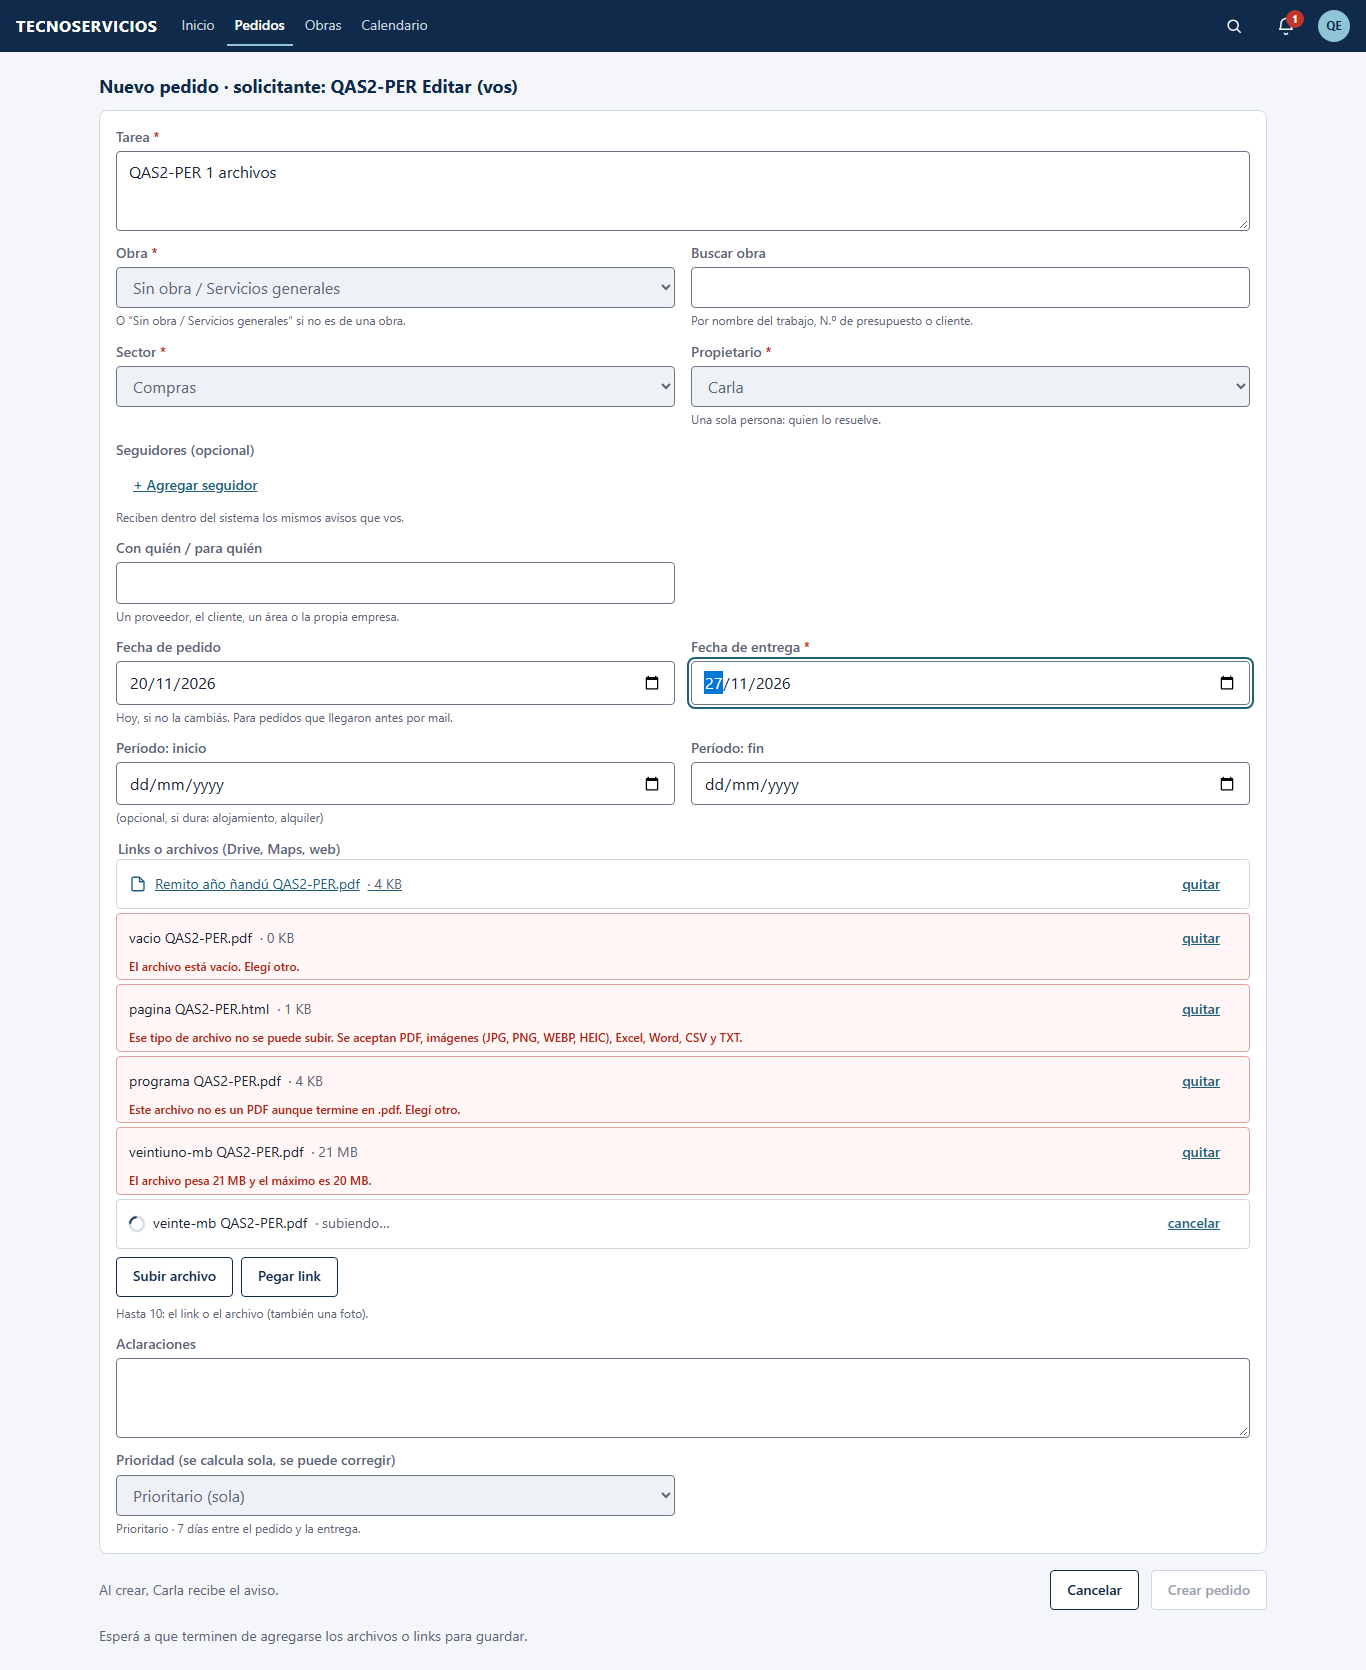 TECNOSERVICIOS Inicio Pedidos Obras Calendario 1 QE
Nuevo pedido · solicitante: QAS2-PER Editar (vos)
Tarea *
QAS2-PER 1 archivos
Obra * Buscar obra
Sin obra / Servicios generales
O “Sin obra / Servicios generales” si no es de una obra. Por nombre del trabajo, N.º de presupuesto o cliente.
Sector * Propietario *
Compras Carla
Una sola persona: quien lo resuelve.
Seguidores (opcional)
+ Agregar seguidor
Reciben dentro del sistema los mismos avisos que vos.
Con quién / para quién
Un proveedor, el cliente, un área o la propia empresa.
Fecha de pedido Fecha de entrega *
20/11/2026 27/11/2026
Hoy, si no la cambiás. Para pedidos que llegaron antes por mail.
Período: inicio Período: fin
dd/mm/yyyy dd/mm/yyyy
(opcional, si dura: alojamiento, alquiler)
Links o archivos (Drive, Maps, web)
Remito año ñandú QAS2-PER.pdf · 4 KB quitar
vacio QAS2-PER.pdf · 0 KB quitar
El archivo está vacío. Elegí otro.
pagina QAS2-PER.html · 1 KB quitar
Ese tipo de archivo no se puede subir. Se aceptan PDF, imágenes (JPG, PNG, WEBP, HEIC), Excel, Word, CSV y TXT.
programa QAS2-PER.pdf · 4 KB quitar
Este archivo no es un PDF aunque termine en .pdf. Elegí otro.
veintiuno-mb QAS2-PER.pdf · 21 MB quitar
El archivo pesa 21 MB y el máximo es 20 MB.
veinte-mb QAS2-PER.pdf · subiendo... cancelar
Subir archivo Pegar link
Hasta 10: el link o el archivo (también una foto).
Aclaraciones
Prioridad (se calcula sola, se puede corregir)
Prioritario (sola)
Prioritario · 7 días entre el pedido y la entrega.
Al crear, Carla recibe el aviso. Cancelar Crear pedido
Esperá a que terminen de agregarse los archivos o links para guardar.